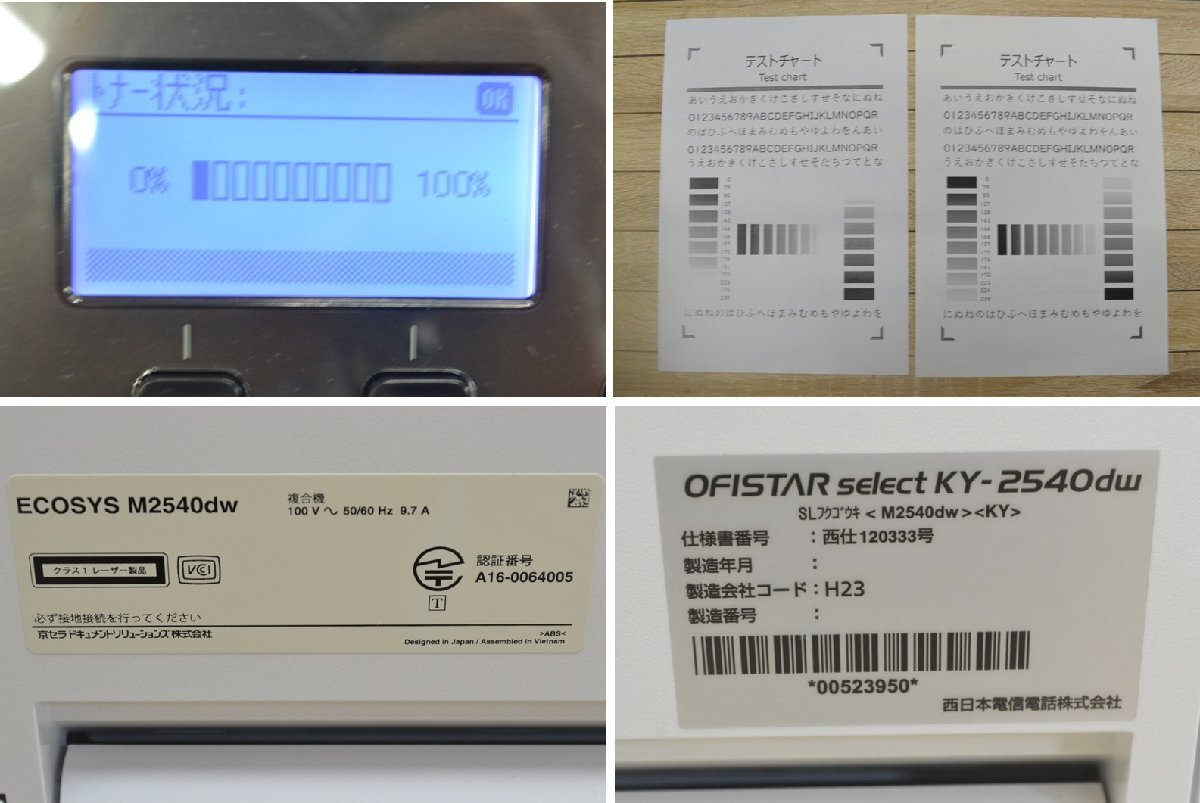 トナー状況:
OK
0%
100%
テストチャート
Test chart
あいうえおかきくけこさしすせそなにぬね
0123456789ABCDEFGHIJKLMNOPQR
のはひふへほまみむめもやゆよわをんあい
0123456789ABCDEFGHIJKLMNOPQR
うえおかきくけこさしすせそたちつてとな
にぬねのはひふへほまみむめもやゆよわを
テストチャート
Test chart
あいうえおかきくけこさしすせそなにぬね
0123456789ABCDEFGHIJKLMNOPQR
のはひふへほまみむめもやゆよわをんあい
0123456789ABCDEFGHIJKLMNOPQR
うえおかきくけこさしすせそたちつてとな
にぬねのはひふへほまみむめもやゆよわを
ECOSYS M2540dw
複合機
100 V ～ 50/60 Hz 9.7 A
クラス1 レーザー製品
VCI
認証番号
A16-0064005
T
必ず接地接続を行ってください
京セラドキュメントソリューションズ株式会社
>ABS<
Designed in Japan / Assembled in Vietnam
OFISTAR select KY-2540dw
SLフクゴウキ<M2540dw><KY>
仕様書番号 :西仕120333号
製造年月 :
製造会社コード:H23
製造番号 :
*00523950*
西日本電信電話株式会社